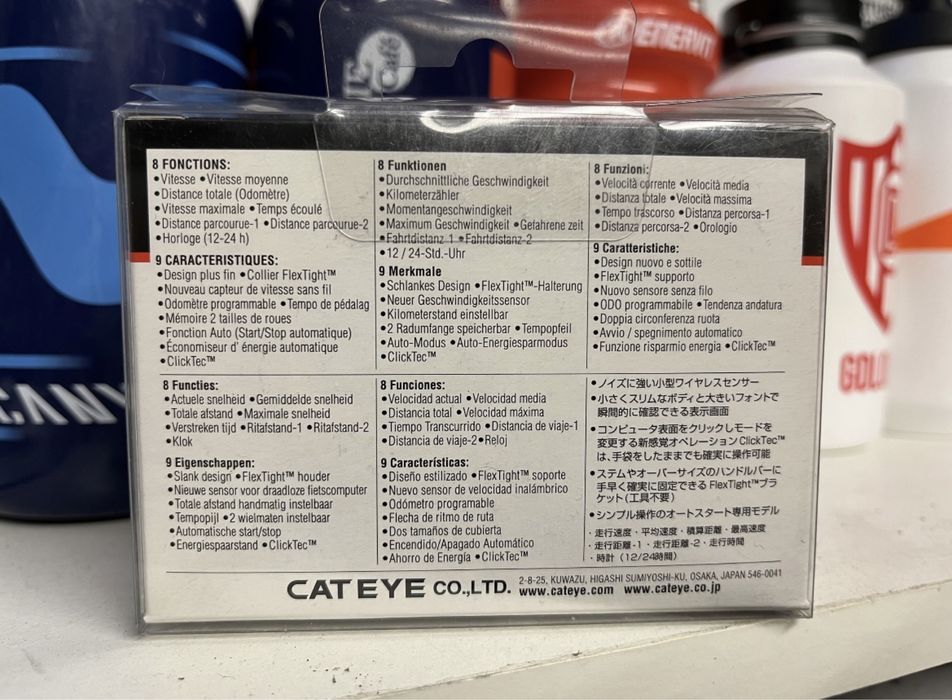 ENERVIT
Café
8 FONCTIONS:
•Vitesse •Vitesse moyenne
•Distance totale (Odomètre)
•Vitesse maximale •Temps écoulé
•Distance parcourue-1 •Distance parcourue-2
•Horloge (12-24 h)
9 CARACTERISTIQUES:
•Design plus fin •Collier FlexTight™
•Nouveau capteur de vitesse sans fil
•Odomètre programable •Tempo de pédalag
•Mémoire 2 tailles de roues
•Fonction Auto (Start/Stop automatique)
•Économiseur d' énergie automatique
•ClickTec™
8 Funktionen
•Durchschnittliche Geschwindigkeit
•Kilometerzähler
•Momentangeschwindigkeit
•Maximum Geschwindigkeit •Gefahrene zeit
•Fahrtdistanz 1 •Fahrtdistanz-2
•12 / 24-Std.-Uhr
9 Merkmale
•Schlankes Design •FlexTight™-Halterung
•Neuer Geschwindigkeitssensor
•Kilometerstand einstellbar
•2 Radumfange speicherbar •Tempopfeil
•Auto-Modus •Auto-Energiesparmodus
•ClickTec™
8 Funzioni:
•Velocità corrente •Velocità media
•Distanza totale •Velocità massima
•Tempo trascorso •Distanza percorsa-1
•Distanza percorsa-2 •Orologio
9 Caratteristiche:
•Design nuovo e sottile
•FlexTight™ supporto
•Nuovo sensore senza filo
•ODO programmabile •Tendenza andatura
•Doppia circonferenza ruota
•Avvio / spegnimento automatico
•Funzione risparmio energia •ClickTec™
8 Functies:
•Actuele snelheid •Gemiddelde snelheid
•Totale afstand •Maximale snelheid
•Verstreken tijd •Ritafstand-1 •Ritafstand-2
•Klok
9 Eigenschappen:
•Slank design •FlexTight™ houder
•Nieuwe sensor voor draadloze fietscomputer
•Totale afstand handmatig instelbaar
•Tempopijl •2 wielmaten instelbaar
•Automatische start/stop
•Energiespaarstand •ClickTec™
8 Funciones:
•Velocidad actual •Velocidad media
•Distancia total •Velocidad máxima
•Tiempo Transcurrido •Distancia de viaje-1
•Distancia de viaje-2•Reloj
9 Características:
•Diseño estilizado •FlexTight™ soporte
•Nuevo sensor de velocidad inalámbrico
•Odómetro programable
•Flecha de ritmo de ruta
•Dos tamaños de cubierta
•Encendido/Apagado Automático
•Ahorro de Energía •ClickTec™
•ノイズに強い小型ワイヤレスセンサー
•小さくスリムなボディと大きいフォントで
瞬間的に確認できる表示画面
•コンピュータ表面をクリックしモードを
変更する新感覚オペレーションClickTec™
は、手袋をしたままでも確実に操作可能
•ステムやオーバーサイズのハンドルバーに
手早く確実に固定できるFlexTight™ブラ
ケット(工具不要)
•シンプル操作のオートスタート専用モデル
・走行速度・平均速度・積算距離・最高速度
・走行距離-1・走行距離-2・走行時間
・時計 (12/24時間)
CATEYE CO.,LTD. 2-8-25, KUWAZU, HIGASHI SUMIYOSHI-KU, OSAKA, JAPAN 546-0041
www.cateye.com www.cateye.co.jp
CANY
GOLD